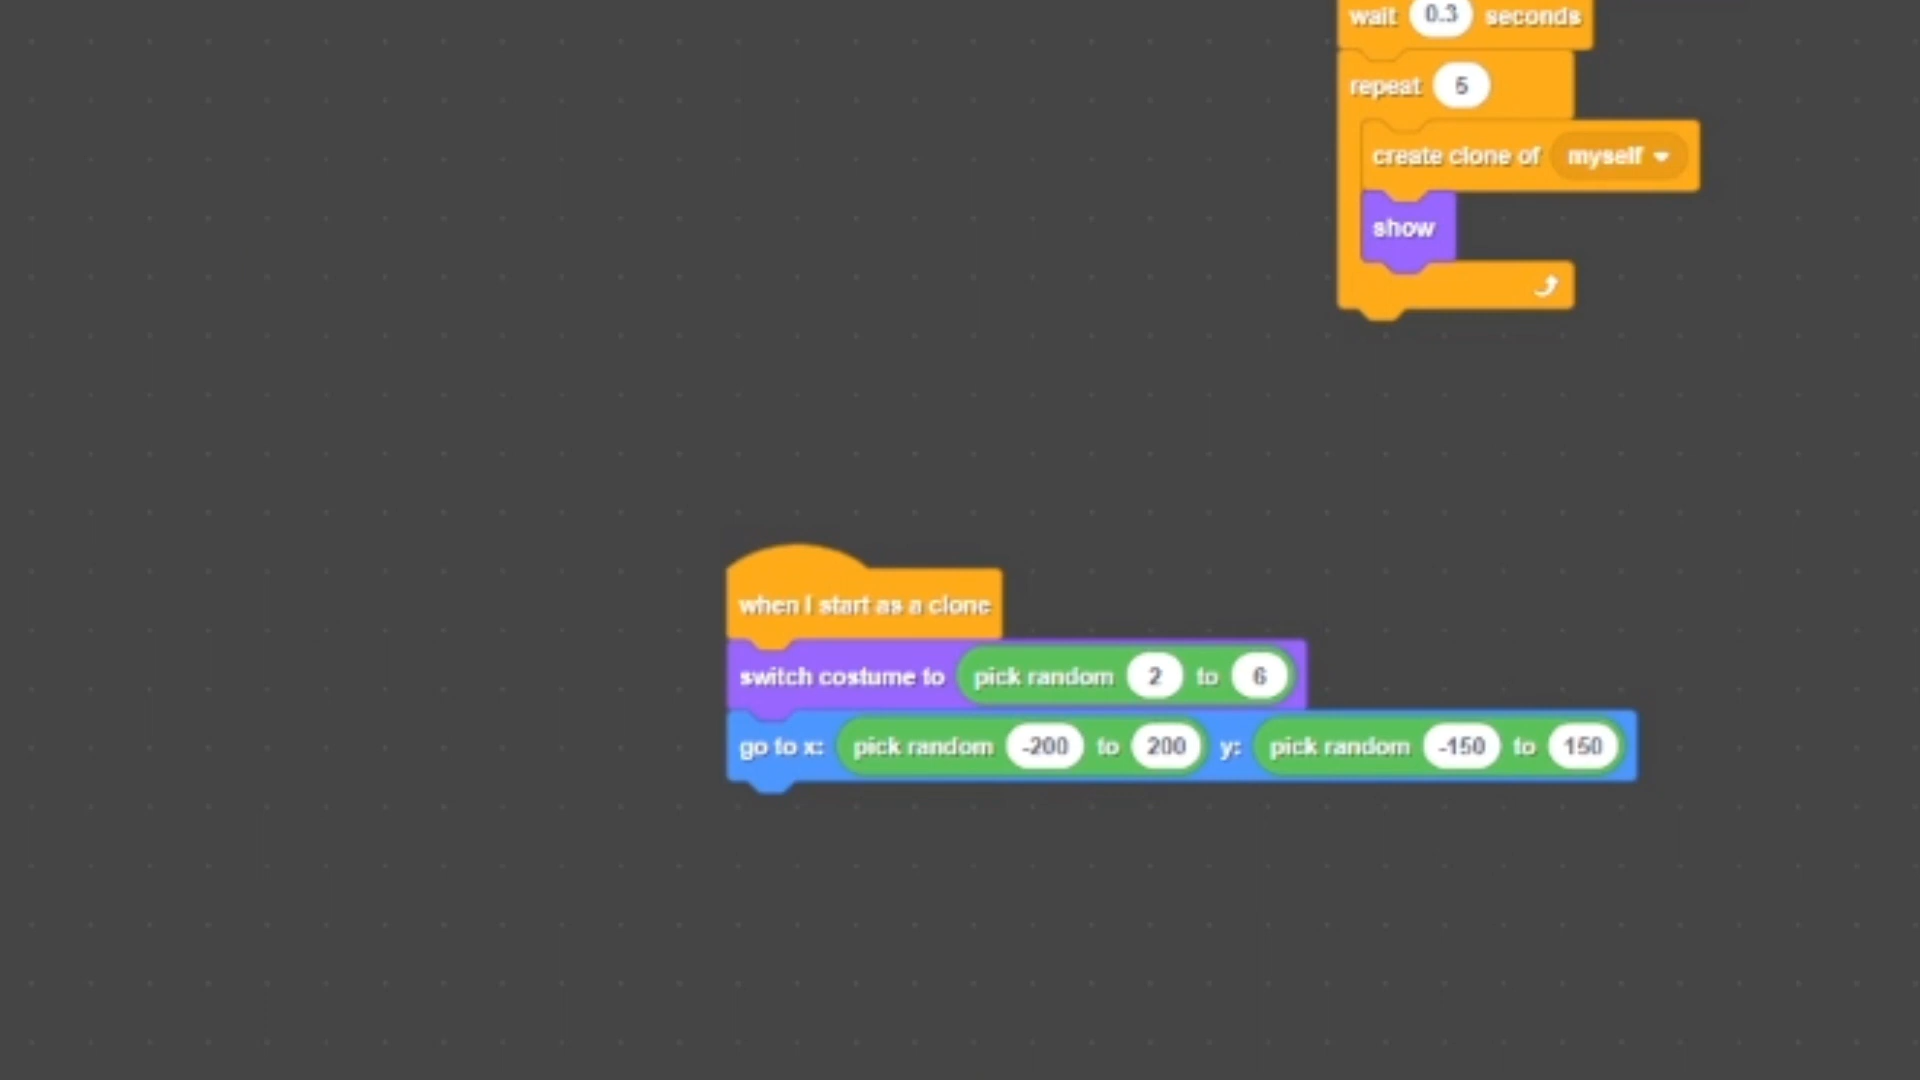 wait 0.3 seconds
repeat 5
create clone of myself
show
when I start as a clone
switch costume to pick random 2 to 6
go to x: pick random -200 to 200 y: pick random -150 to 150